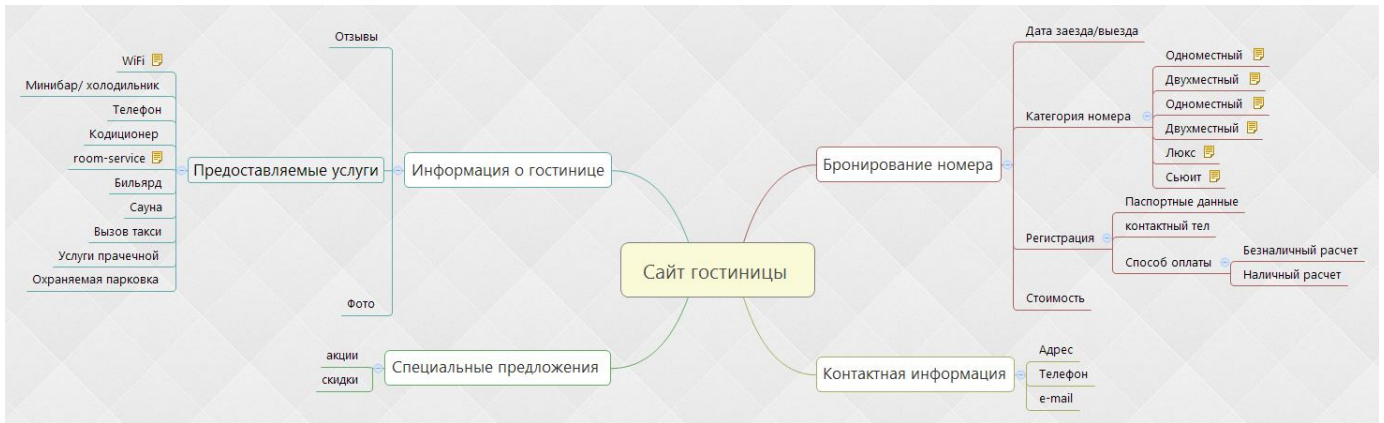 Сайт гостиницы
Информация о гостинице
Отзывы
Предоставляемые услуги
WiFi
Минибар/ холодильник
Телефон
Кодиционер
room-service
Бильярд
Сауна
Вызов такси
Услуги прачечной
Охраняемая парковка
Фото
Специальные предложения
акции
скидки
Бронирование номера
Дата заезда/выезда
Категория номера
Одноместный
Двухместный
Одноместный
Двухместный
Люкс
Сьюит
Регистрация
Паспортные данные
контактный тел
Способ оплаты
Безналичный расчет
Наличный расчет
Стоимость
Контактная информация
Адрес
Телефон
e-mail